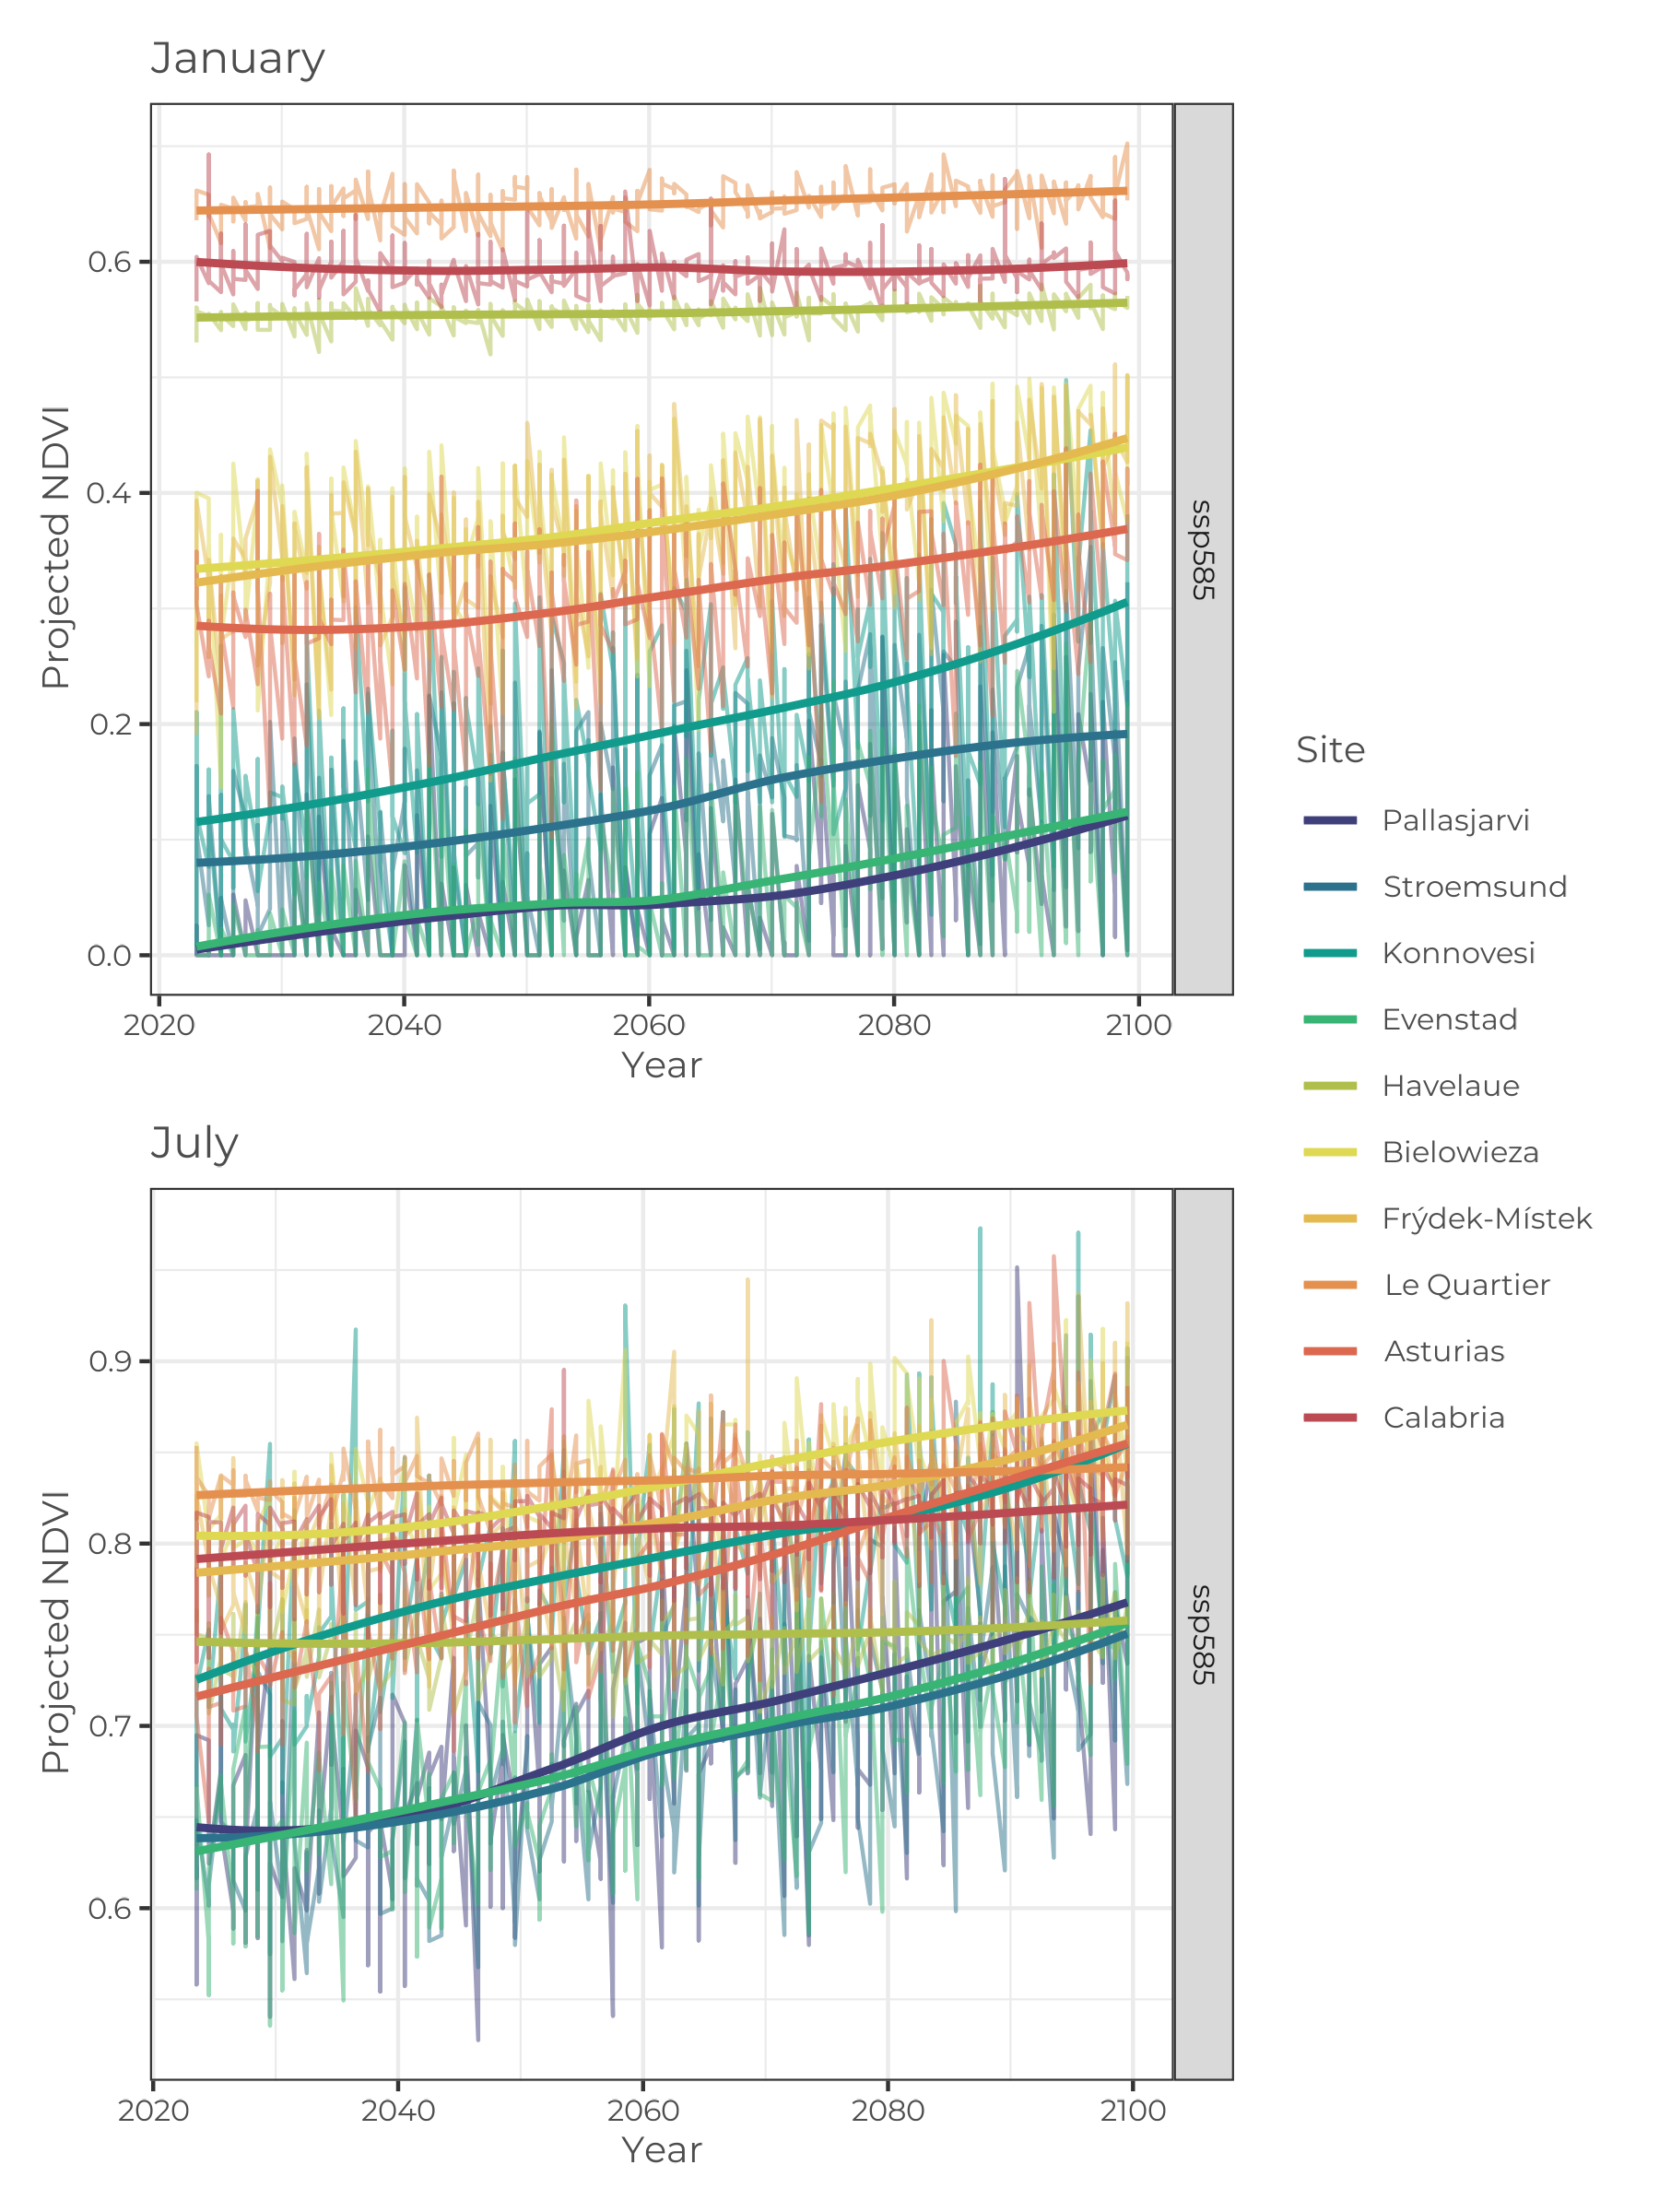 January
0.6
0.4
0.2
0.0
Projected NDVI
ssp585
2020 2040 2060 2080 2100
Year
July
0.9
0.8
0.7
0.6
Projected NDVI
ssp585
2020 2040 2060 2080 2100
Year
Site
Pallasjarvi
Stroemsund
Konnovesi
Evenstad
Havelaue
Bielowieza
Frýdek-Místek
Le Quartier
Asturias
Calabria